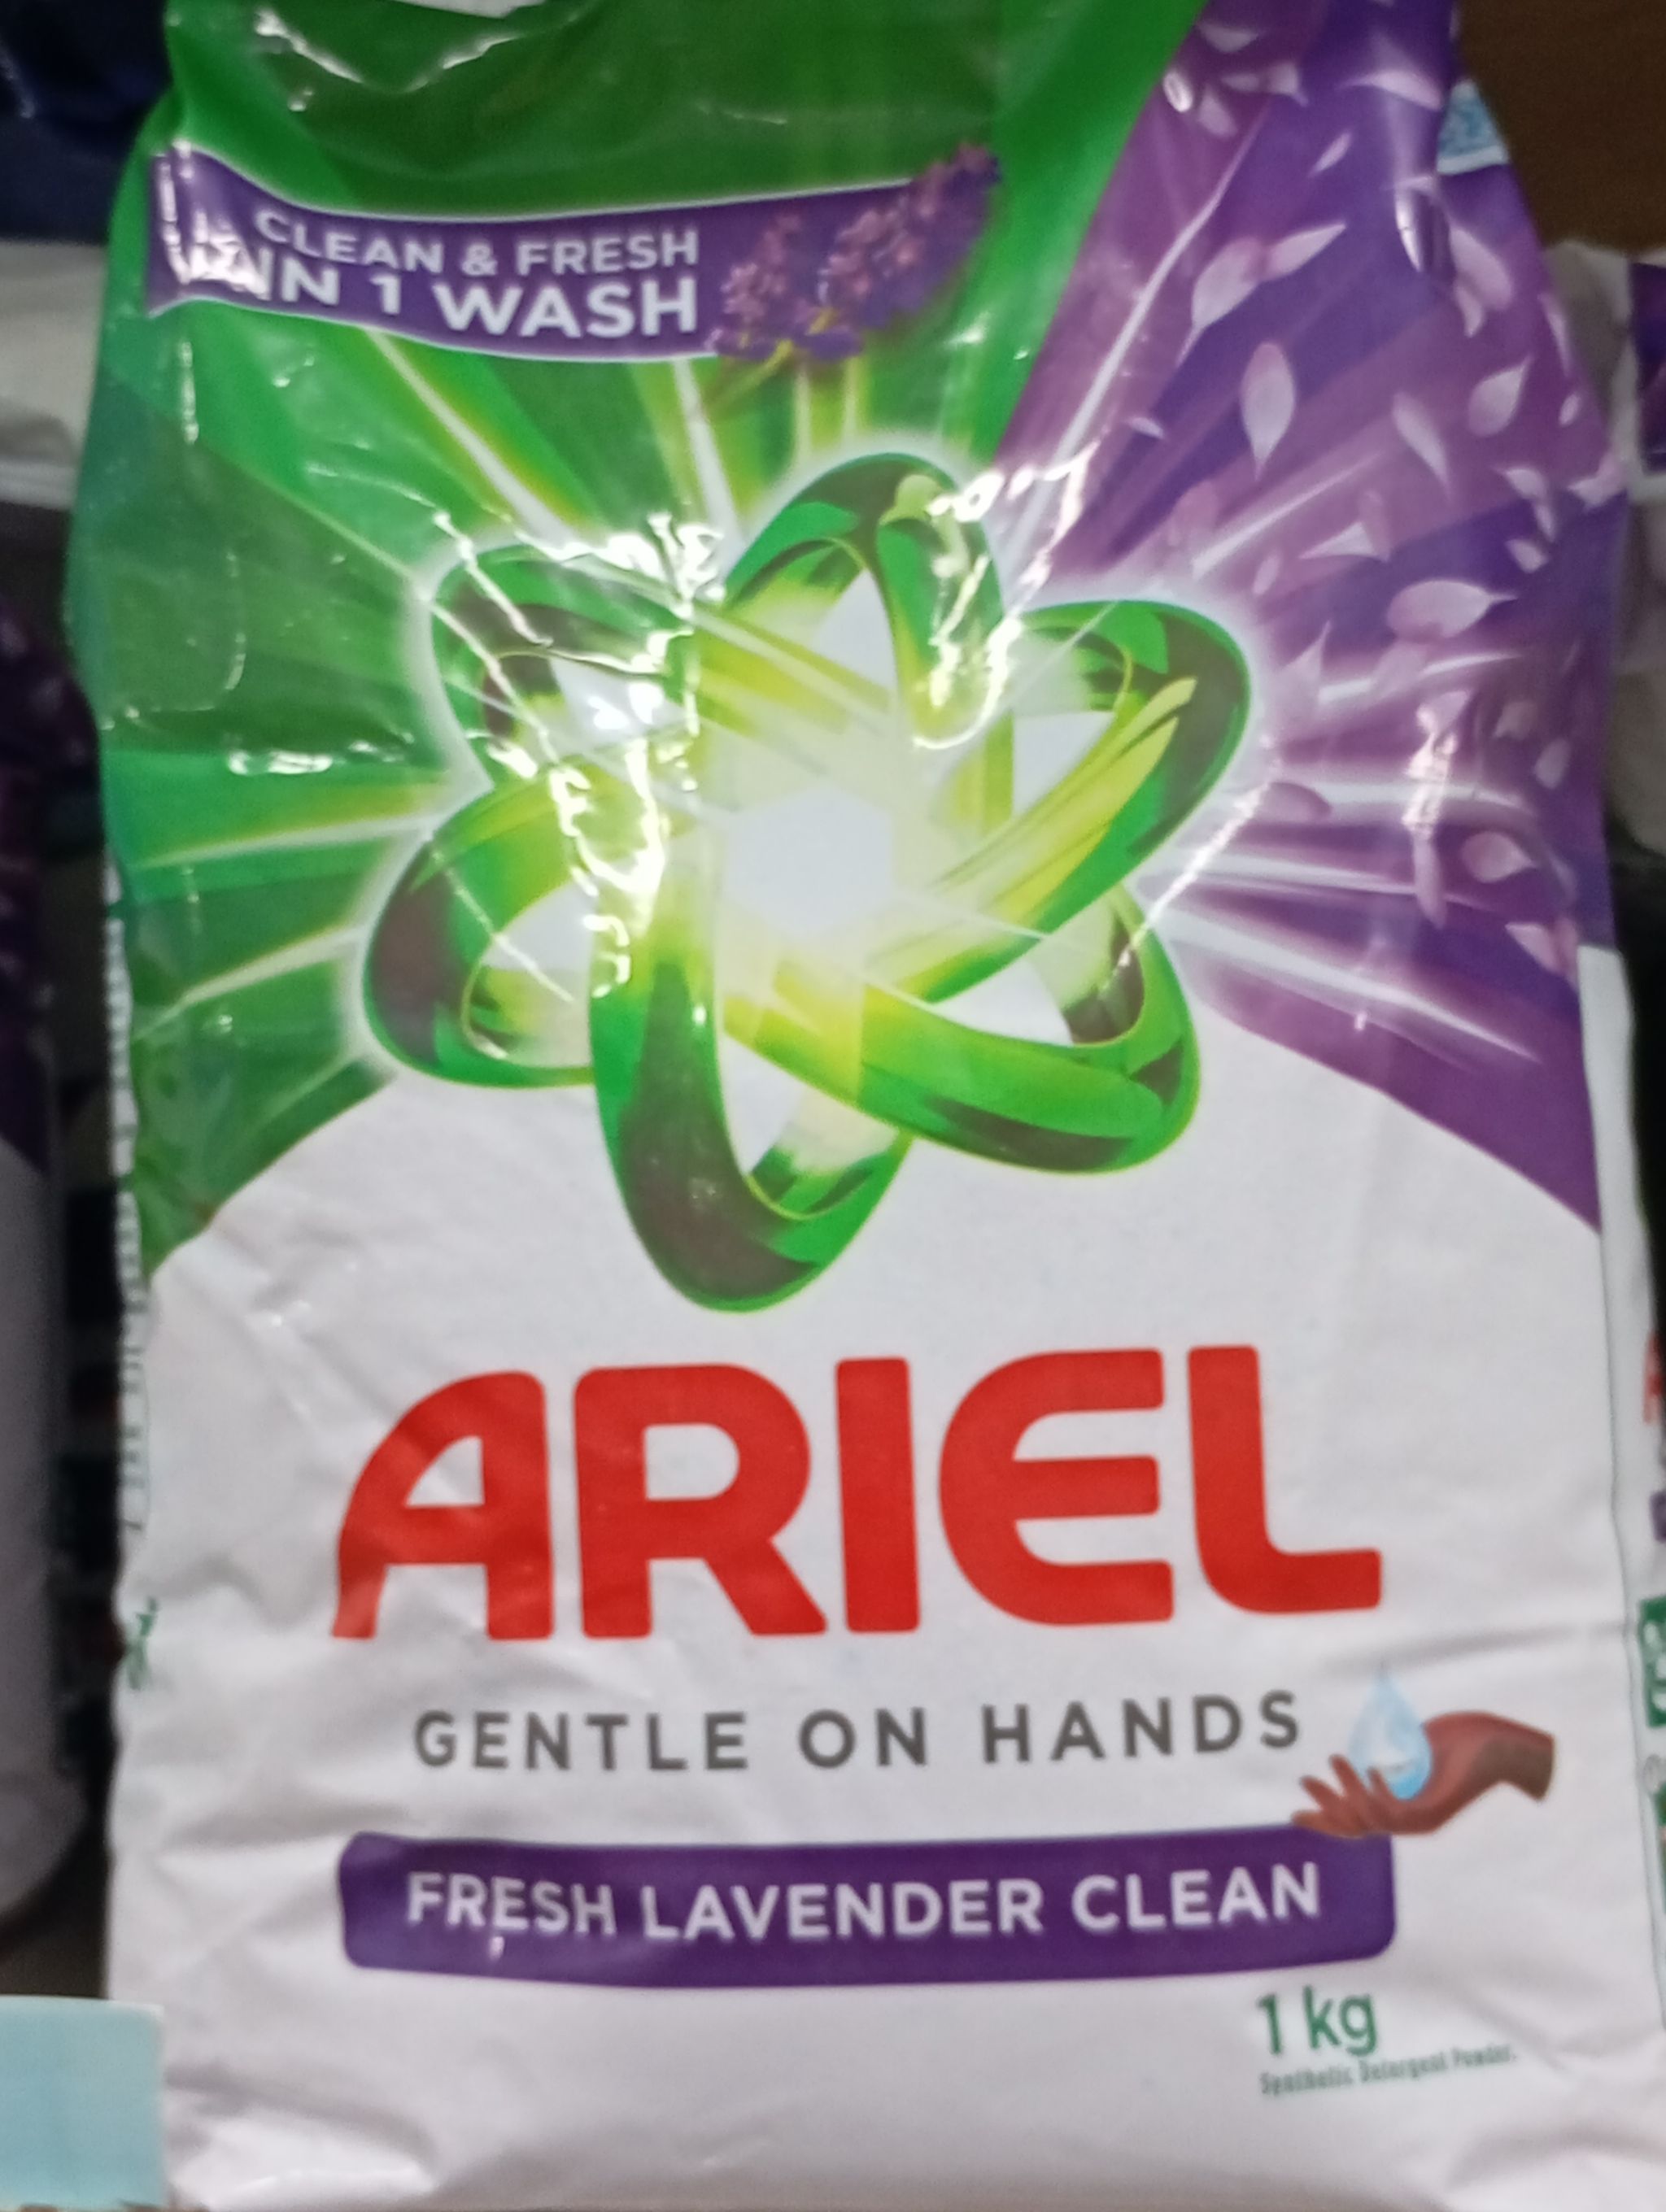 CLEAN & FRESH
IN 1 WASH
ARIEL
GENTLE ON HANDS
FRESH LAVENDER CLEAN
1 kg
Synthetic Detergent Powder.